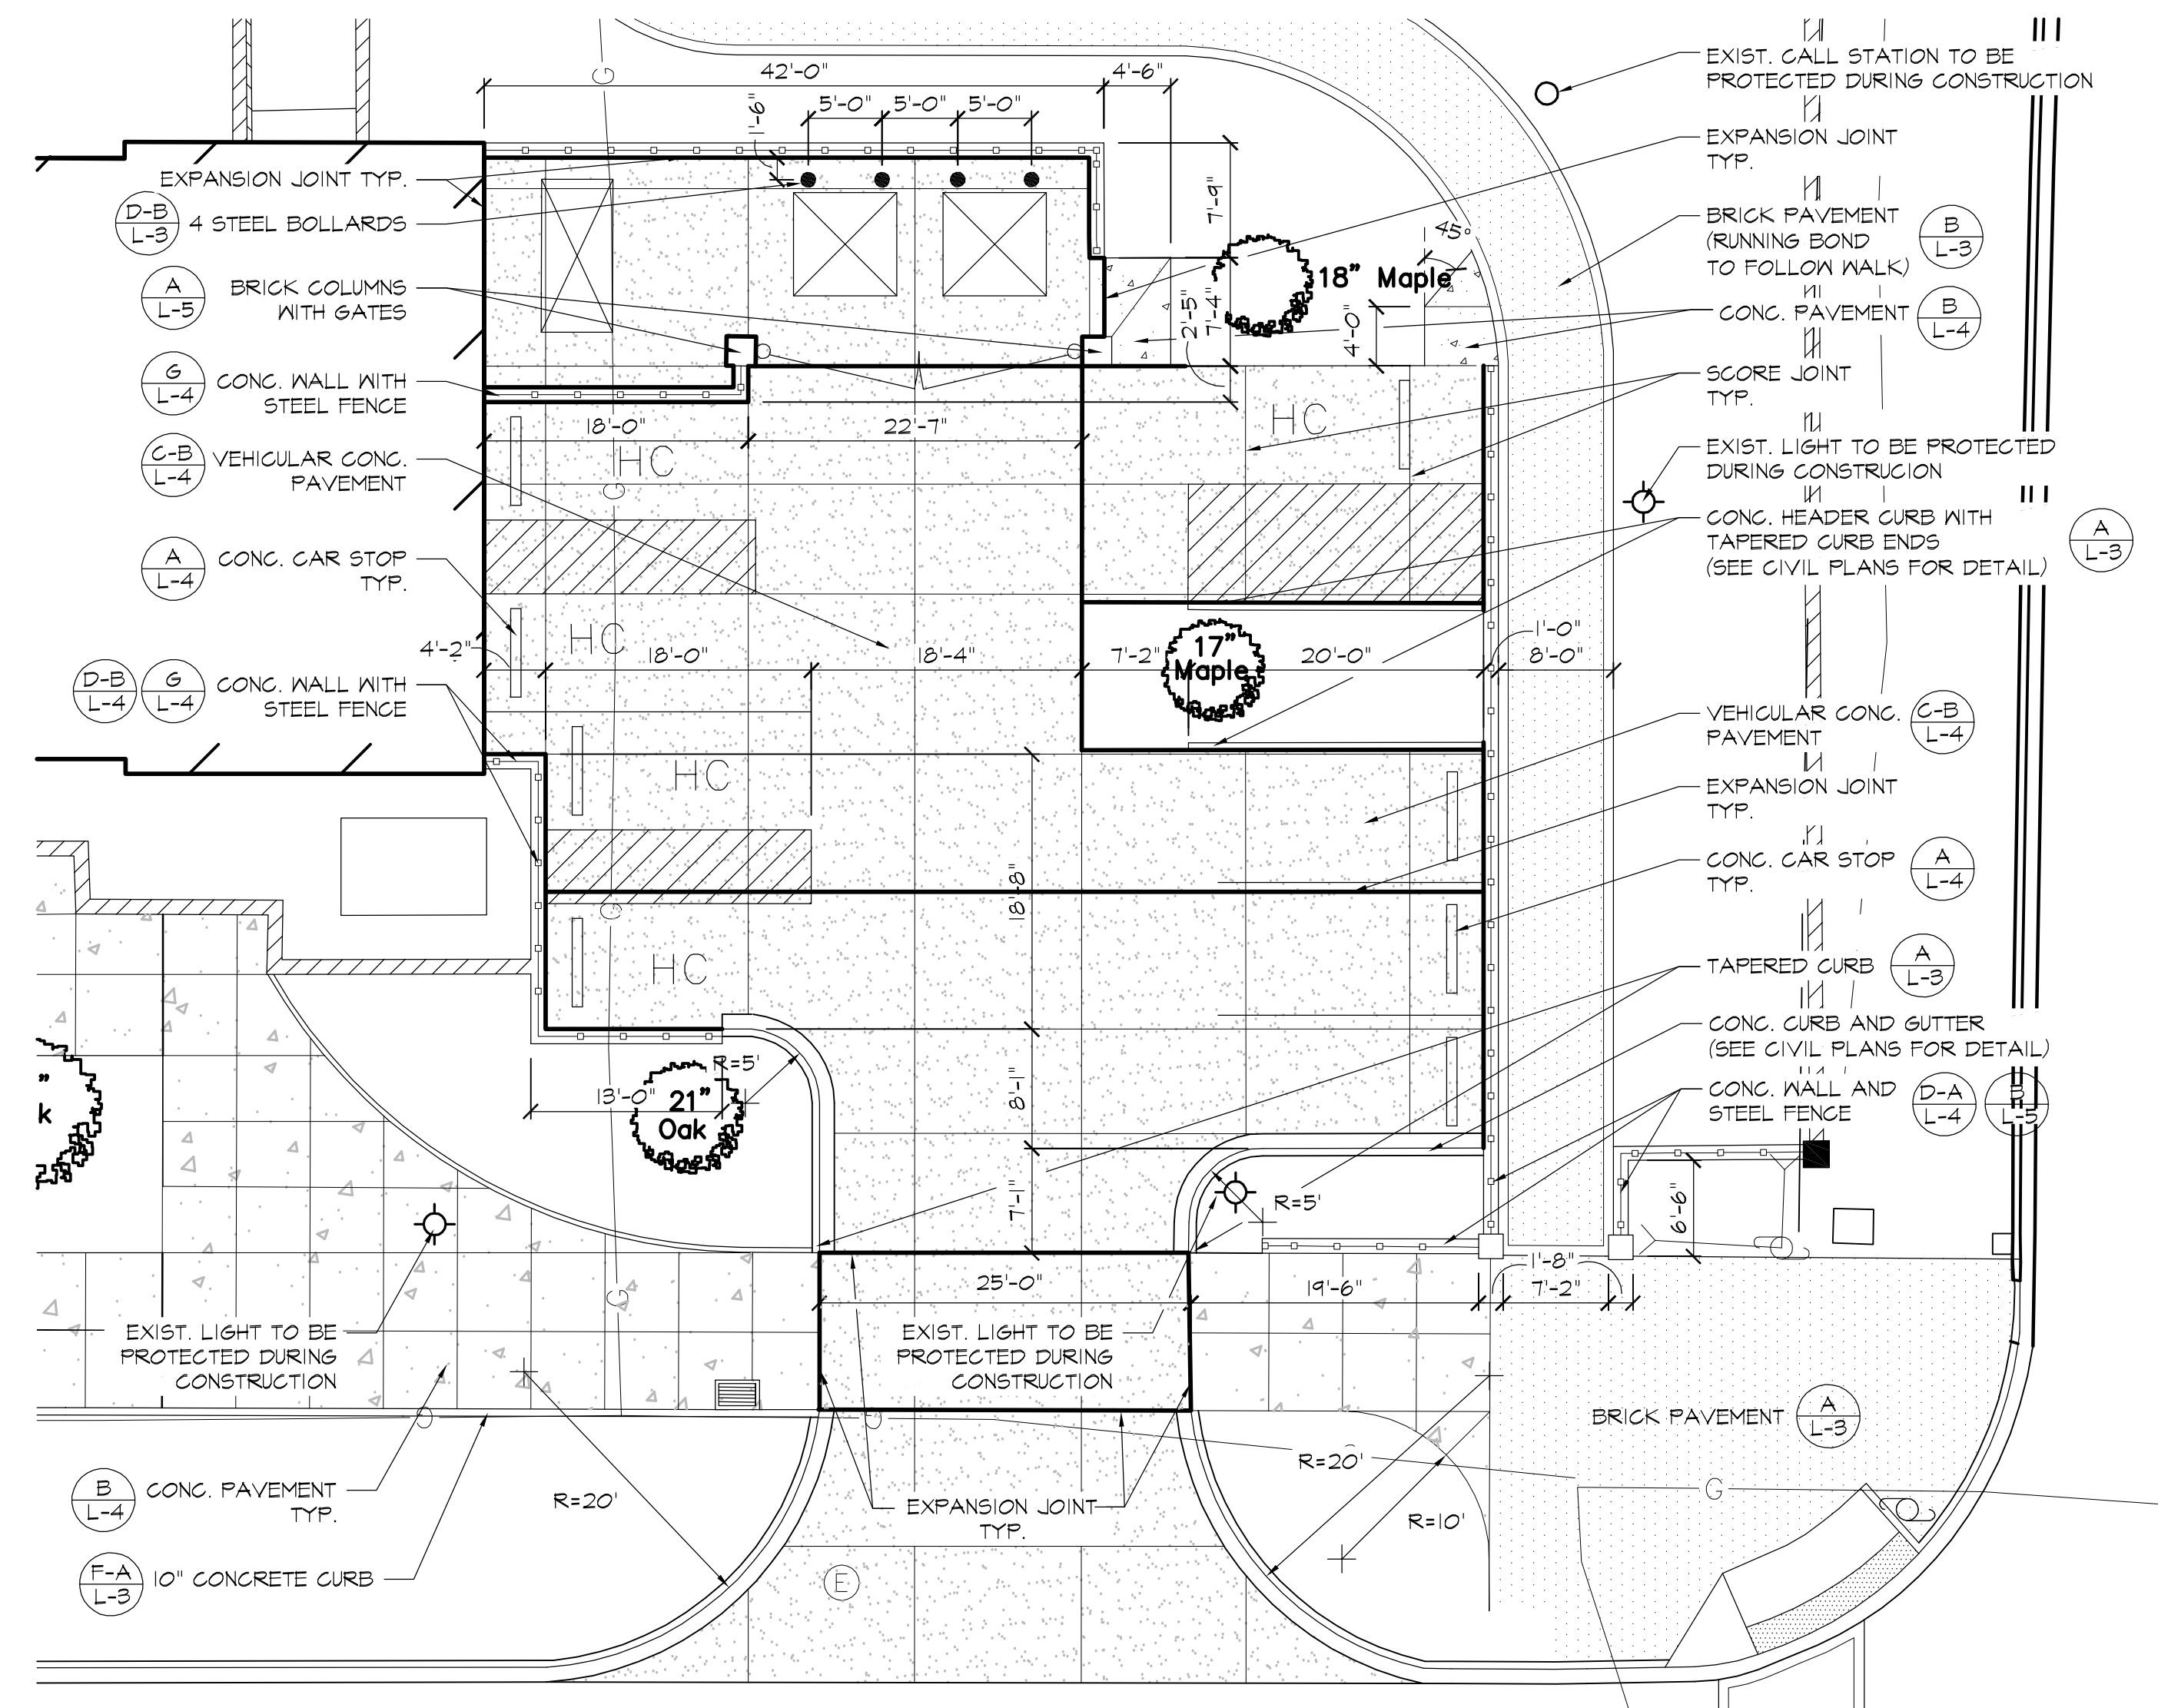 42'-0"
4'-6"
1'-6"
5'-0"
5'-0"
5'-0"
G
EXIST. CALL STATION TO BE
PROTECTED DURING CONSTRUCTION
EXPANSION JOINT
TYP.
EXPANSION JOINT TYP.
D-B
L-3
4 STEEL BOLLARDS
A
L-5
BRICK COLUMNS
WITH GATES
G
L-4
CONC. WALL WITH
STEEL FENCE
C-B
L-4
VEHICULAR CONC.
PAVEMENT
A
L-4
CONC. CAR STOP
TYP.
D-B
L-4
G
L-4
CONC. WALL WITH
STEEL FENCE
7'-9"
45°
18" Maple
2'-5"
7'-4"
4'-0"
BRICK PAVEMENT
(RUNNING BOND
TO FOLLOW WALK)
B
L-3
CONC. PAVEMENT
B
L-4
SCORE JOINT
TYP.
EXIST. LIGHT TO BE PROTECTED
DURING CONSTRUCION
CONC. HEADER CURB WITH
TAPERED CURB ENDS
(SEE CIVIL PLANS FOR DETAIL)
A
L-3
18'-0"
22'-7"
HC
HC
G
HC
4'-2"
18'-0"
18'-4"
7'-2"
17"
Maple
20'-0"
1'-0"
8'-0"
HC
HC
G
18'-8"
VEHICULAR CONC.
PAVEMENT
C-B
L-4
EXPANSION JOINT
TYP.
CONC. CAR STOP
TYP.
A
L-4
TAPERED CURB
A
L-3
CONC. CURB AND GUTTER
(SEE CIVIL PLANS FOR DETAIL)
CONC. WALL AND
STEEL FENCE
D-A
L-4
B
L-5
"
k
R=5'
13'-0"
21"
Oak
8'-1"
7'-1"
R=5'
6'-6"
G
25'-0"
19'-6"
1'-8"
7'-2"
EXIST. LIGHT TO BE
PROTECTED DURING
CONSTRUCTION
EXIST. LIGHT TO BE
PROTECTED DURING
CONSTRUCTION
BRICK PAVEMENT
A
L-3
B
L-4
CONC. PAVEMENT
TYP.
R=20'
EXPANSION JOINT
TYP.
R=20'
R=10'
G
F-A
L-3
10" CONCRETE CURB
E